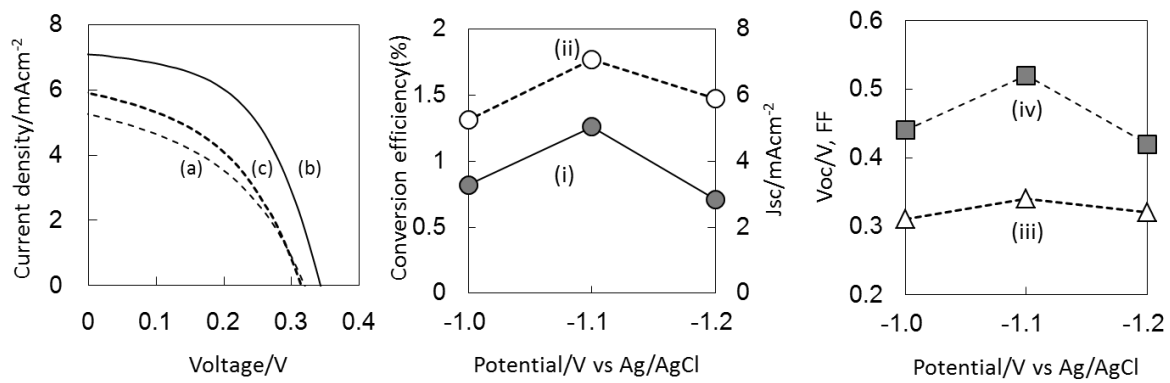 8
6
4
2
0
0
0.1
0.2
0.3
0.4
(a)
(c)
(b)
Current density/mAcm-2
Voltage/V
2
1.5
1
0.5
0
8
6
4
2
0
-1.0
-1.1
-1.2
(ii)
(i)
Conversion efficiency(%)
Jsc/mAcm-2
Potential/V vs Ag/AgCl
0.6
0.5
0.4
0.3
0.2
-1.0
-1.1
-1.2
(iv)
(iii)
Voc/V, FF
Potential/V vs Ag/AgCl